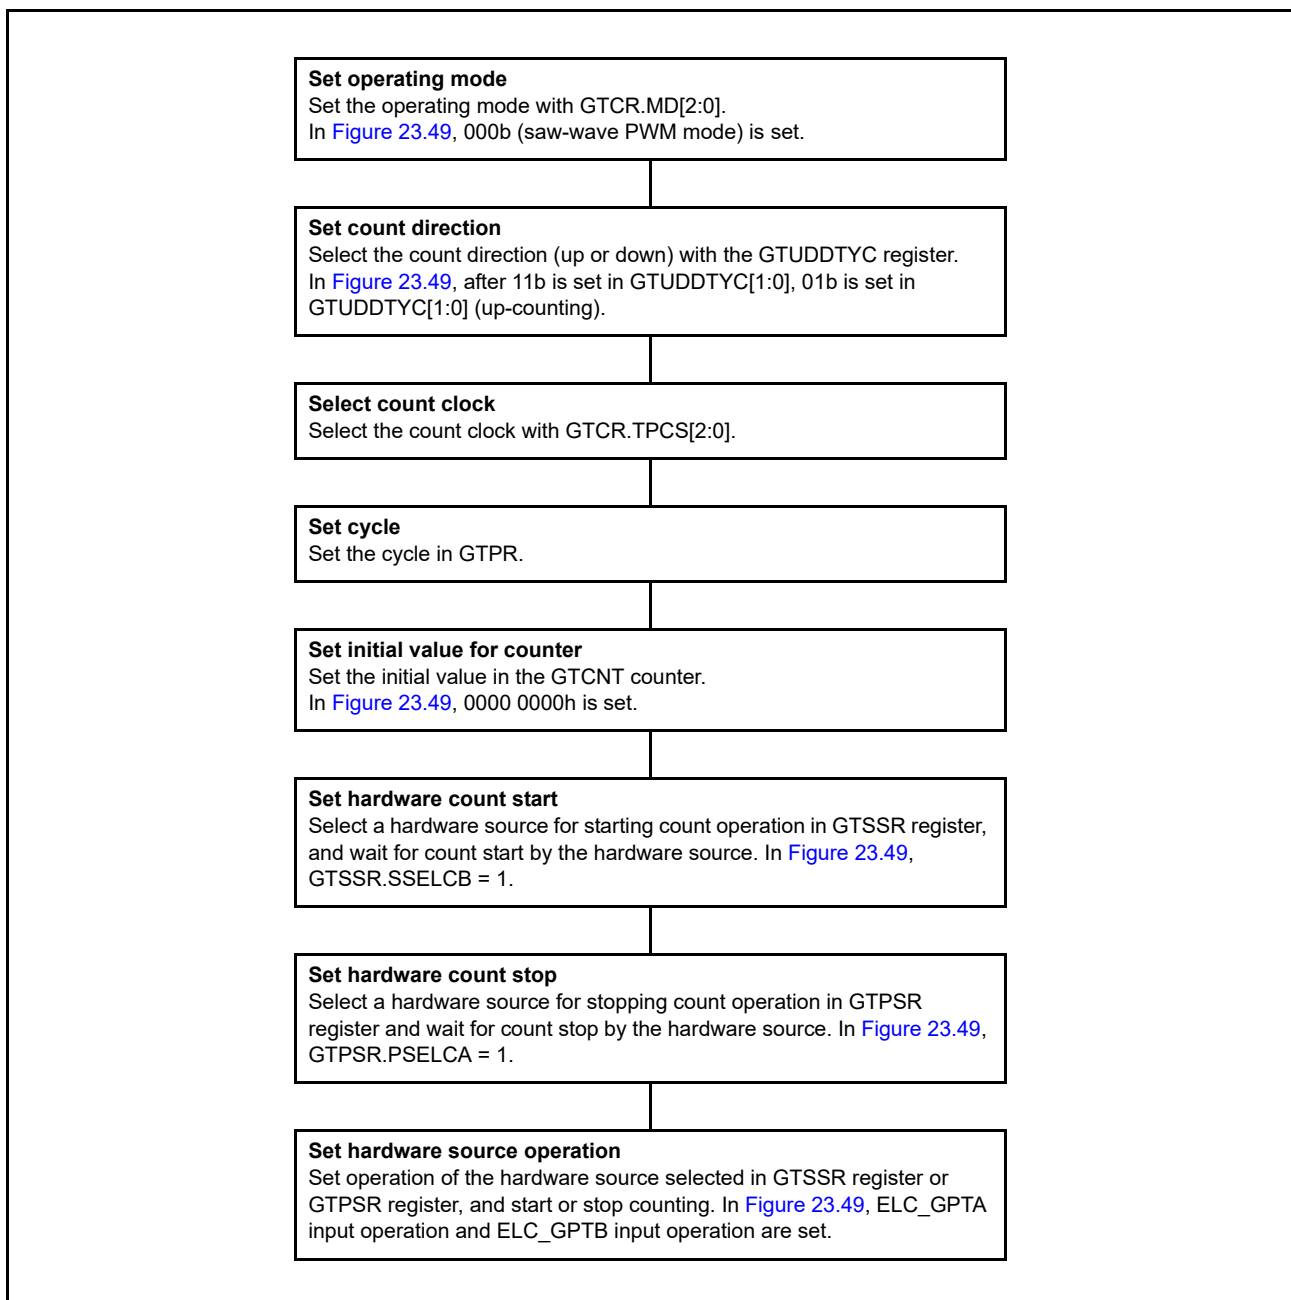 Set operating mode
Set the operating mode with GTCR.MD[2:0].
In Figure 23.49, 000b (saw-wave PWM mode) is set.
Set count direction
Select the count direction (up or down) with the GTUDDTYC register.
In Figure 23.49, after 11b is set in GTUDDTYC[1:0], 01b is set in
GTUDDTYC[1:0] (up-counting).
Select count clock
Select the count clock with GTCR.TPCS[2:0].
Set cycle
Set the cycle in GTPR.
Set initial value for counter
Set the initial value in the GTCNT counter.
In Figure 23.49, 0000 0000h is set.
Set hardware count start
Select a hardware source for starting count operation in GTSSR register,
and wait for count start by the hardware source. In Figure 23.49,
GTSSR.SSELCB = 1.
Set hardware count stop
Select a hardware source for stopping count operation in GTPSR
register and wait for count stop by the hardware source. In Figure 23.49,
GTPSR.PSELCA = 1.
Set hardware source operation
Set operation of the hardware source selected in GTSSR register or
GTPSR register, and start or stop counting. In Figure 23.49, ELC_GPTA
input operation and ELC_GPTB input operation are set.